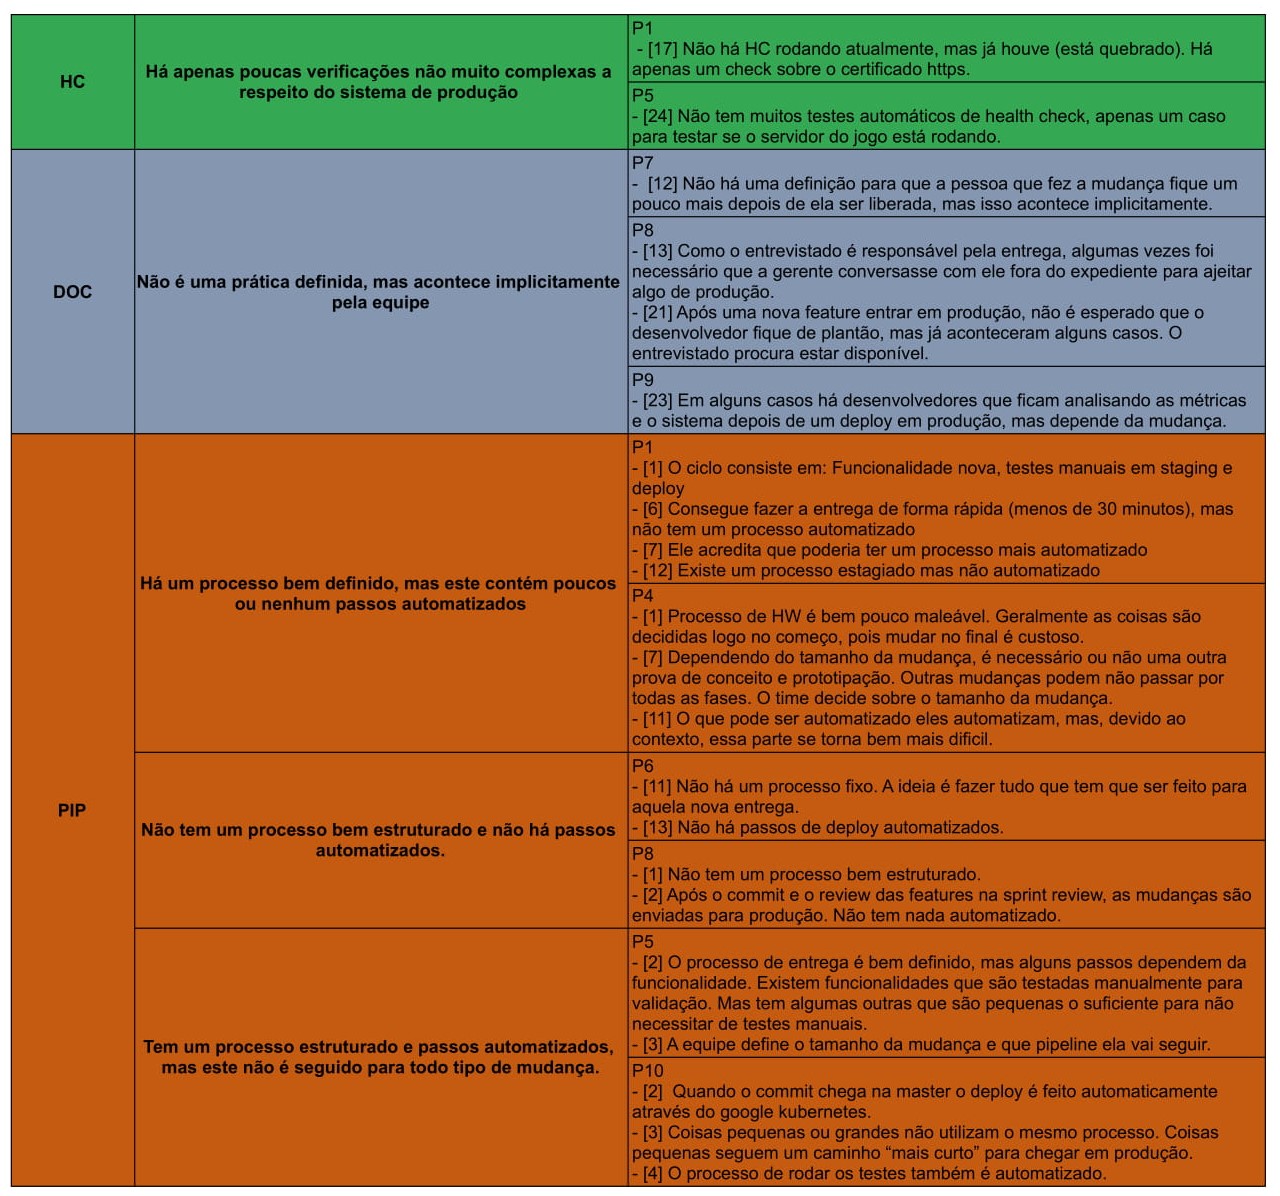 HC
Há apenas poucas verificações não muito complexas a
respeito do sistema de produção
P1
- [17] Não há HC rodando atualmente, mas já houve (está quebrado). Há
apenas um check sobre o certificado https.
P5
- [24] Não tem muitos testes automáticos de health check, apenas um caso
para testar se o servidor do jogo está rodando.
DOC
Não é uma prática definida, mas acontece implicitamente
pela equipe
P7
- [12] Não há uma definição para que a pessoa que fez a mudança fique um
pouco mais depois de ela ser liberada, mas isso acontece implicitamente.
P8
- [13] Como o entrevistado é responsável pela entrega, algumas vezes foi
necessário que a gerente conversasse com ele fora do expediente para ajeitar
algo de produção.
- [21] Após uma nova feature entrar em produção, não é esperado que o
desenvolvedor fique de plantão, mas já aconteceram alguns casos. O
entrevistado procura estar disponível.
P9
- [23] Em alguns casos há desenvolvedores que ficam analisando as métricas
e o sistema depois de um deploy em produção, mas depende da mudança.
PIP
Há um processo bem definido, mas este contém poucos
ou nenhum passos automatizados
P1
- [1] O ciclo consiste em: Funcionalidade nova, testes manuais em staging e
deploy
- [6] Consegue fazer a entrega de forma rápida (menos de 30 minutos), mas
não tem um processo automatizado
- [7] Ele acredita que poderia ter um processo mais automatizado
- [12] Existe um processo estagiado mas não automatizado
P4
- [1] Processo de HW é bem pouco maleável. Geralmente as coisas são
decididas logo no começo, pois mudar no final é custoso.
- [7] Dependendo do tamanho da mudança, é necessário ou não uma outra
prova de conceito e prototipação. Outras mudanças podem não passar por
todas as fases. O time decide sobre o tamanho da mudança.
- [11] O que pode ser automatizado eles automatizam, mas, devido ao
contexto, essa parte se torna bem mais dificil.
Não tem um processo bem estruturado e não há passos
automatizados.
P6
- [11] Não há um processo fixo. A ideia é fazer tudo que tem que ser feito para
aquela nova entrega.
- [13] Não há passos de deploy automatizados.
P8
- [1] Não tem um processo bem estruturado.
- [2] Após o commit e o review das features na sprint review, as mudanças são
enviadas para produção. Não tem nada automatizado.
Tem um processo estruturado e passos automatizados,
mas este não é seguido para todo tipo de mudança.
P5
- [2] O processo de entrega é bem definido, mas alguns passos dependem da
funcionalidade. Existem funcionalidades que são testadas manualmente para
validação. Mas tem algumas outras que são pequenas o suficiente para não
necessitar de testes manuais.
- [3] A equipe define o tamanho da mudança e que pipeline ela vai seguir.
P10
- [2] Quando o commit chega na master o deploy é feito automaticamente
através do google kubernetes.
- [3] Coisas pequenas ou grandes não utilizam o mesmo processo. Coisas
pequenas seguem um caminho “mais curto” para chegar em produção.
- [4] O processo de rodar os testes também é automatizado.